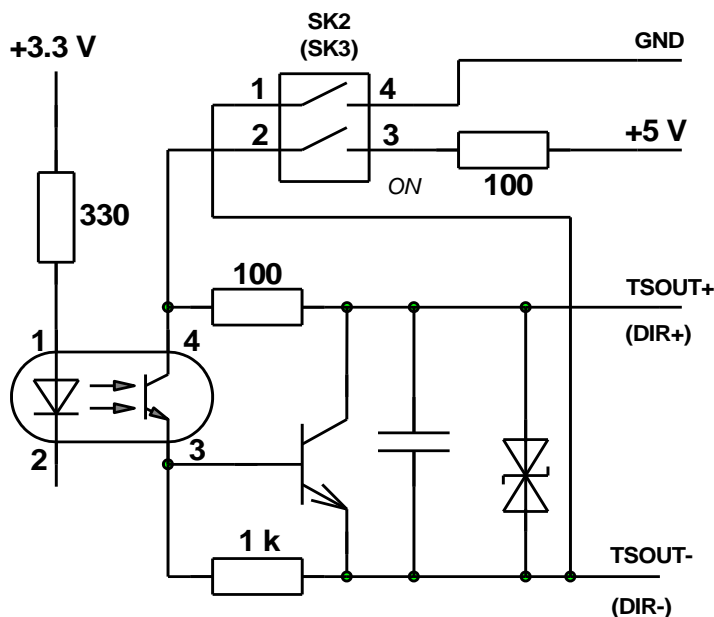 SK2
(SK3)
GND
+3.3 V
1
4
2
3
+5 V
ON
100
330
100
TSOUT+
(DIR+)
1
4
2
3
1 k
TSOUT-
(DIR-)